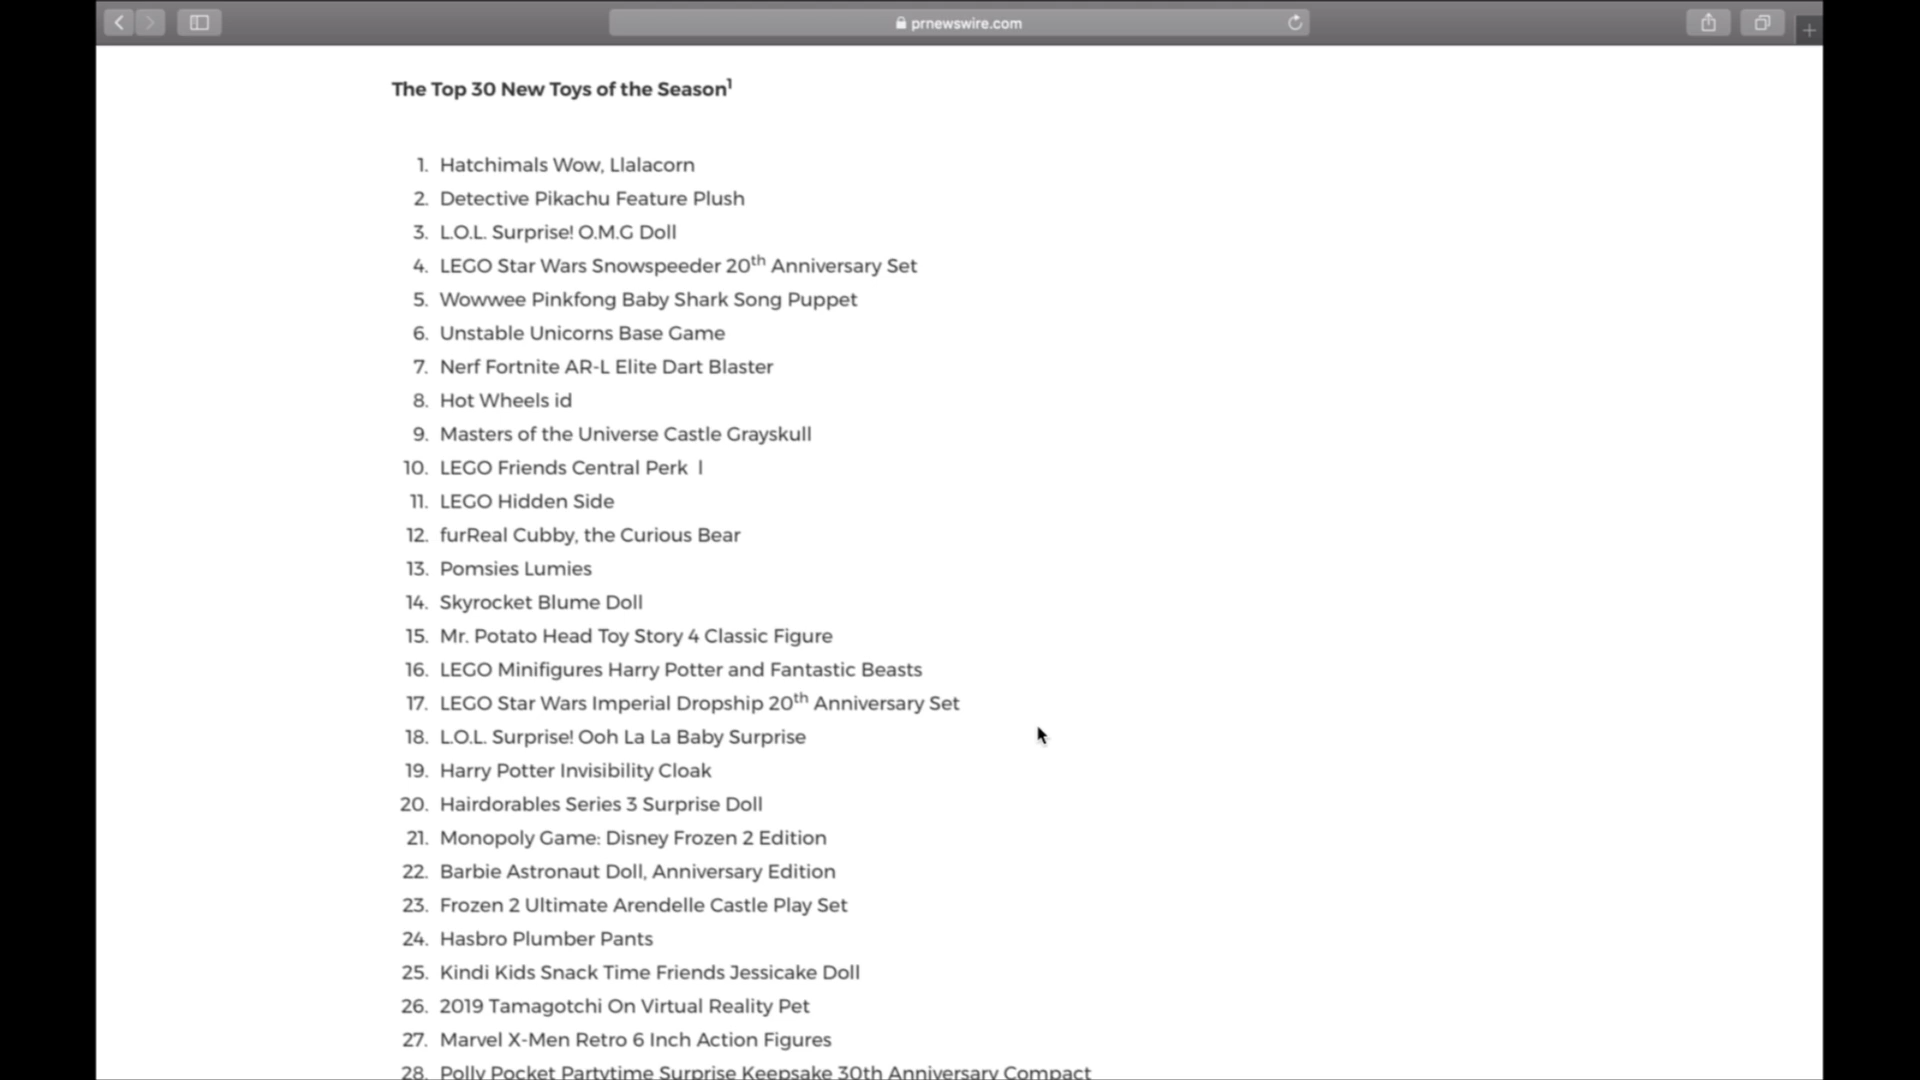 prnewswire.com
The Top 30 New Toys of the Season1
1. Hatchimals Wow, Llalacorn
2. Detective Pikachu Feature Plush
3. L.O.L. Surprise! O.M.G Doll
4. LEGO Star Wars Snowspeeder 20th Anniversary Set
5. Wowwee Pinkfong Baby Shark Song Puppet
6. Unstable Unicorns Base Game
7. Nerf Fortnite AR-L Elite Dart Blaster
8. Hot Wheels id
9. Masters of the Universe Castle Grayskull
10. LEGO Friends Central Perk l
11. LEGO Hidden Side
12. furReal Cubby, the Curious Bear
13. Pomsies Lumies
14. Skyrocket Blume Doll
15. Mr. Potato Head Toy Story 4 Classic Figure
16. LEGO Minifigures Harry Potter and Fantastic Beasts
17. LEGO Star Wars Imperial Dropship 20th Anniversary Set
18. L.O.L. Surprise! Ooh La La Baby Surprise
19. Harry Potter Invisibility Cloak
20. Hairdorables Series 3 Surprise Doll
21. Monopoly Game: Disney Frozen 2 Edition
22. Barbie Astronaut Doll, Anniversary Edition
23. Frozen 2 Ultimate Arendelle Castle Play Set
24. Hasbro Plumber Pants
25. Kindi Kids Snack Time Friends Jessicake Doll
26. 2019 Tamagotchi On Virtual Reality Pet
27. Marvel X-Men Retro 6 Inch Action Figures
28. Polly Pocket Partytime Surprise Keepsake 30th Anniversary Compact